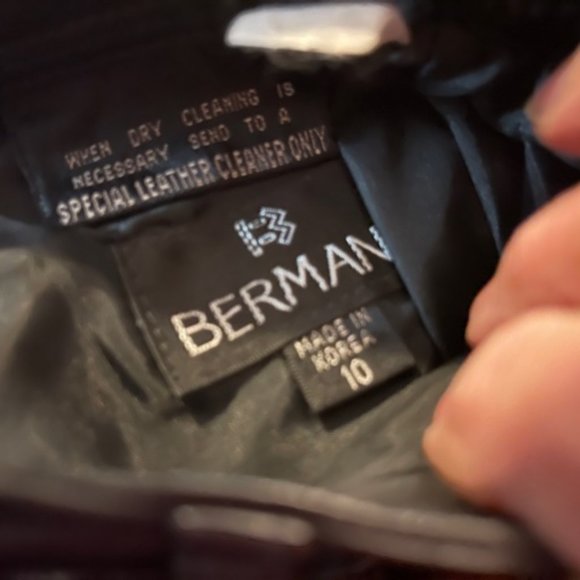 WHEN DRY CLEANING IS
NECESSARY SEND TO A
SPECIAL LEATHER CLEANER ONLY
BERMAN
MADE IN
KOREA
10